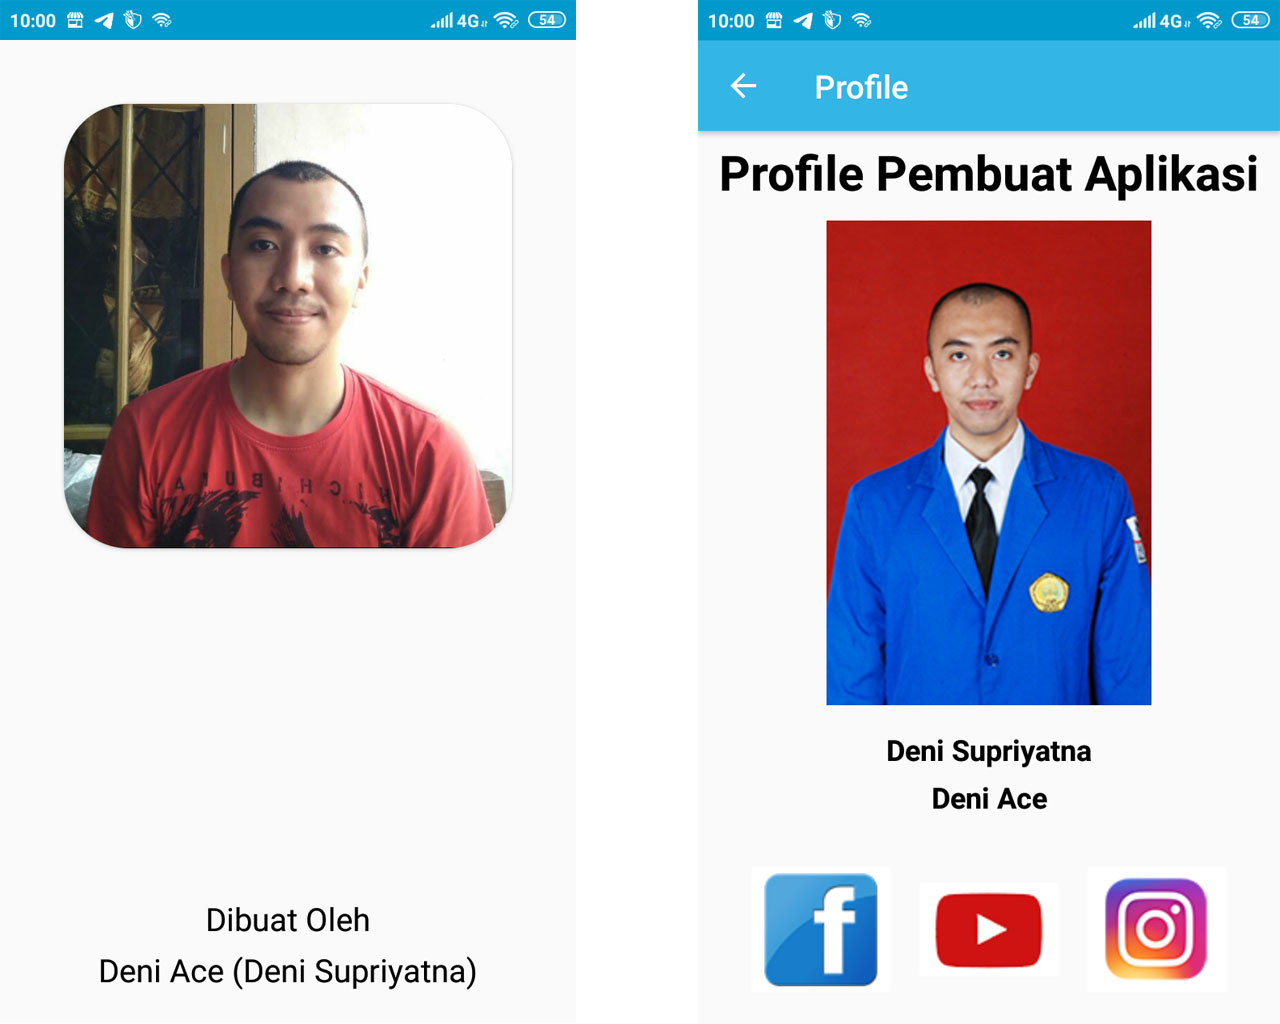 10:00
4G
54
Dibuat Oleh
Deni Ace (Deni Supriyatna)
10:00
4G
54
Profile
Profile Pembuat Aplikasi
Deni Supriyatna
Deni Ace